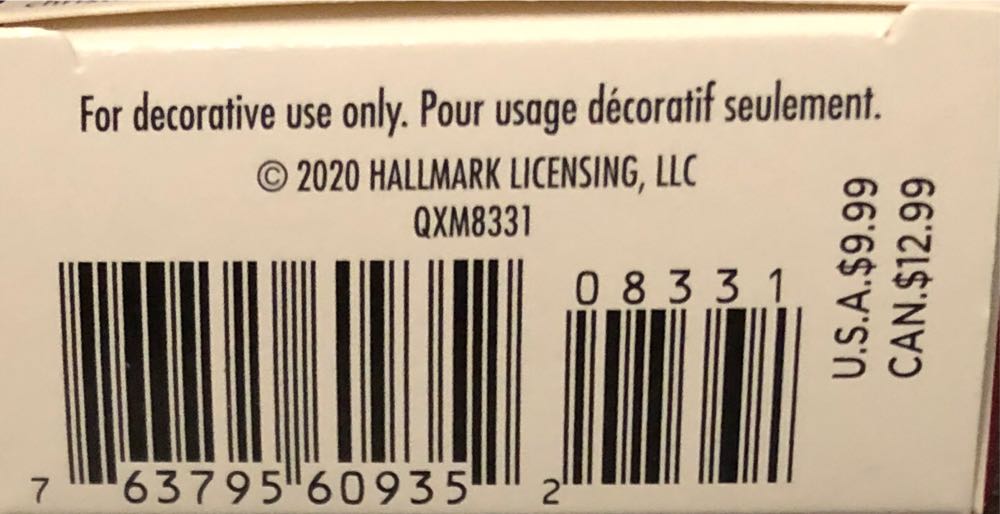 For decorative use only. Pour usage décoratif seulement.
© 2020 HALLMARK LICENSING, LLC
QXM8331
08331
7 63795 60935 2
U.S.A.$9.99
CAN.$12.99